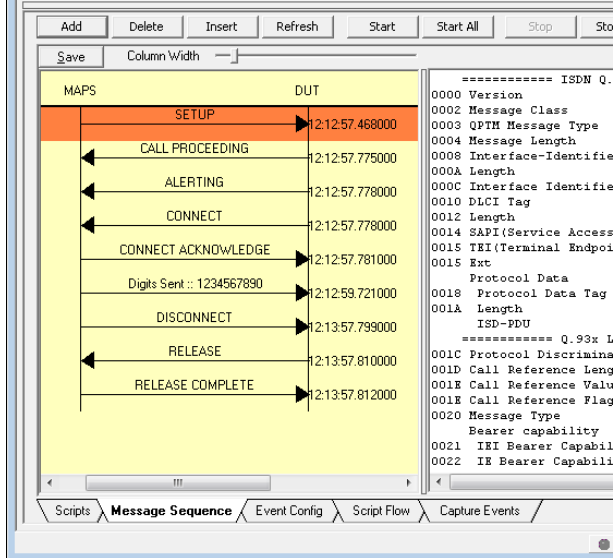 Add Delete Insert Refresh Start Start All Stop Sto
Save Column Width
MAPS DUT
SETUP
12:12:57.468000
CALL PROCEEDING
12:12:57.775000
ALERTING
12:12:57.778000
CONNECT
12:12:57.778000
CONNECT ACKNOWLEDGE
12:12:57.781000
Digits Sent :: 1234567890
12:12:59.721000
DISCONNECT
12:13:57.799000
RELEASE
12:13:57.810000
RELEASE COMPLETE
12:13:57.812000
============ ISDN Q.
0000 Version
0002 Message Class
0003 QPTM Message Type
0004 Message Length
0008 Interface-Identifie
000A Length
000C Interface Identifie
0010 DLCI Tag
0012 Length
0014 SAPI(Service Access
0015 TEI(Terminal Endpoi
0015 Ext
Protocol Data
0018 Protocol Data Tag
001A Length
ISD-PDU
============ Q.93x L
001C Protocol Discrimina
001D Call Reference Leng
001E Call Reference Valu
001E Call Reference Flag
0020 Message Type
Bearer capability
0021 IEI Bearer Capabil
0022 IE Bearer Capabili
Scripts Message Sequence Event Config Script Flow Capture Events